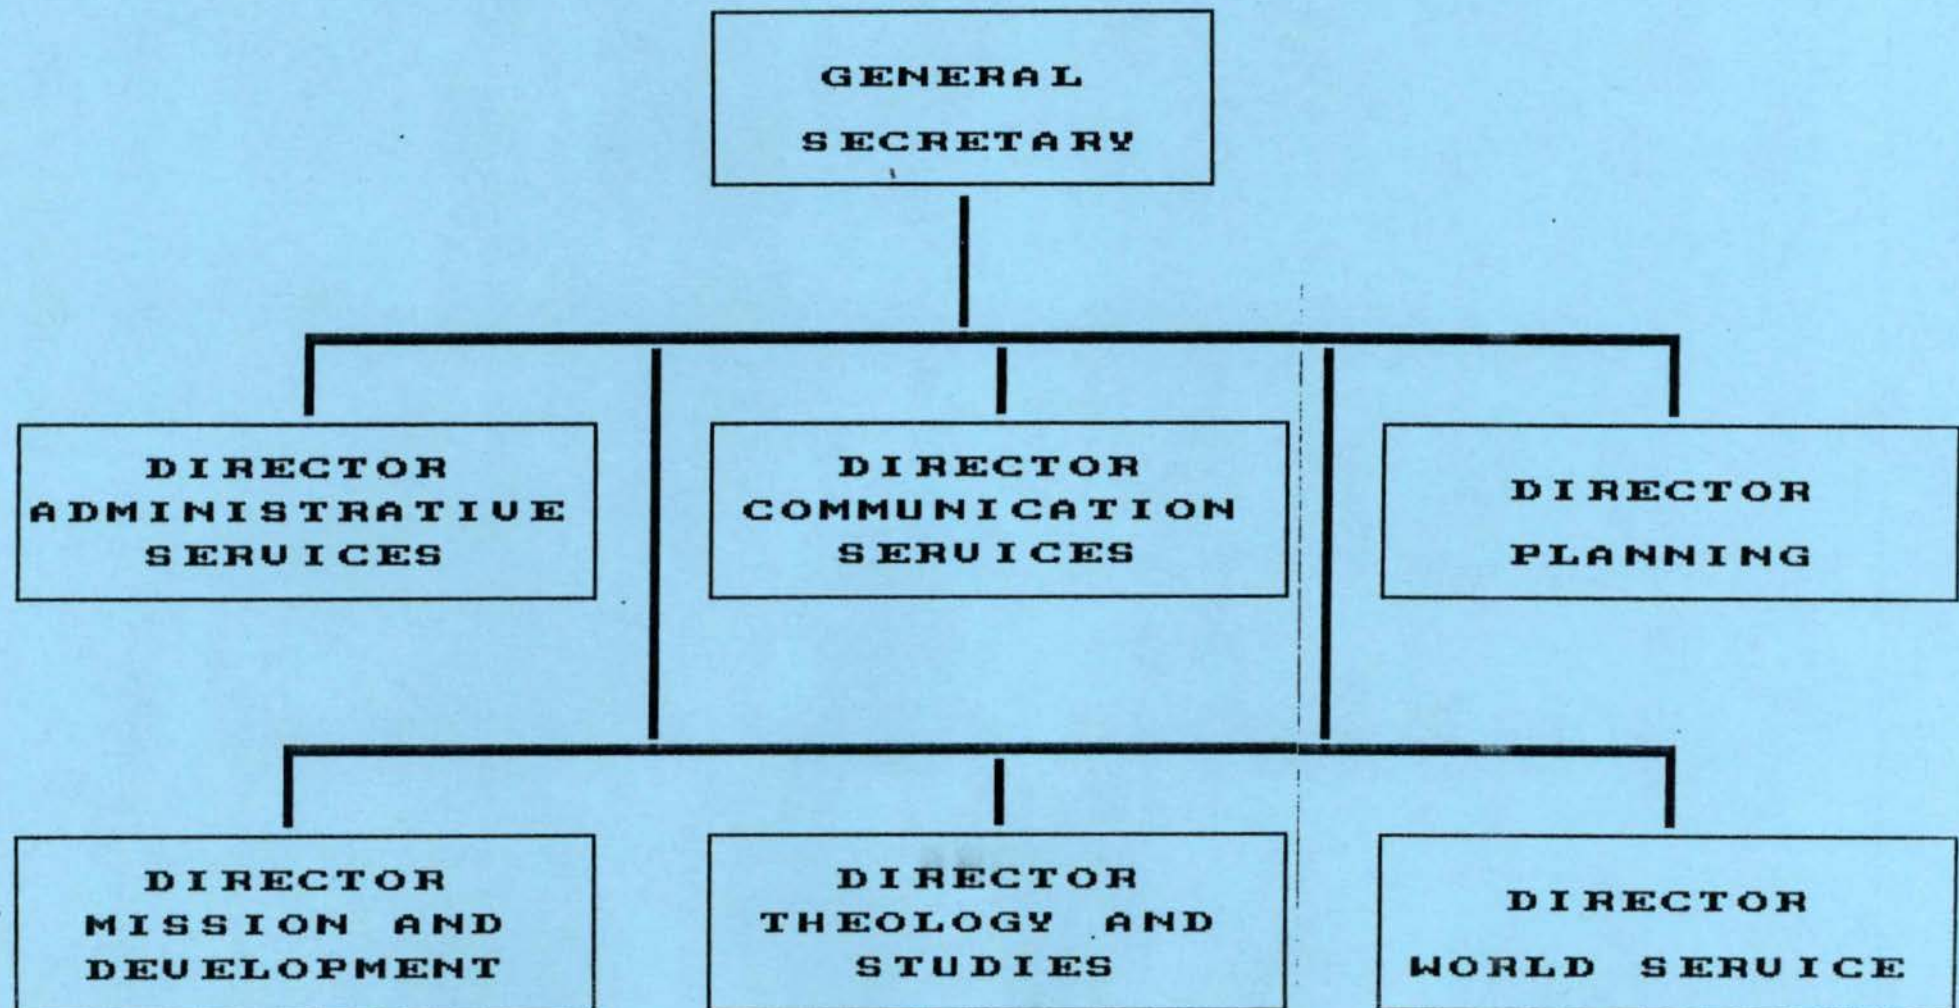 GENERAL
SECRETARY
DIRECTOR
ADMINISTRATIVE
SERVICES
DIRECTOR
COMMUNICATION
SERVICES
DIRECTOR
PLANNING
DIRECTOR
MISSION AND
DEVELOPMENT
DIRECTOR
THEOLOGY AND
STUDIES
DIRECTOR
WORLD SERVICE